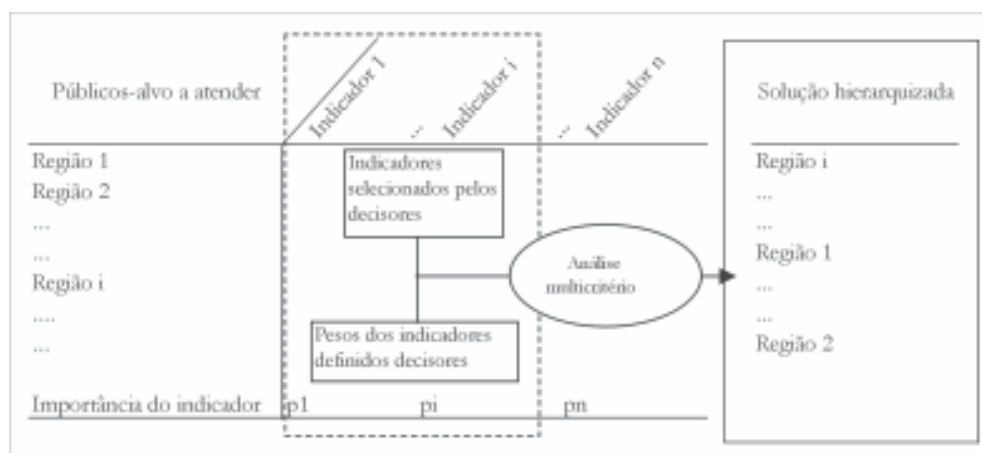 Públicos-alvo a atender
Indicador 1
... Indicador i
... Indicador n
Região 1
Região 2
...
...
Região i
....
...
Importância do indicador p1 pi pn
Indicadores
selecionados pelos
decisores
Pesos dos indicadores
definidos decisores
Análise
multicritério
Solução hierarquizada
Região i
...
...
Região 1
...
...
Região 2